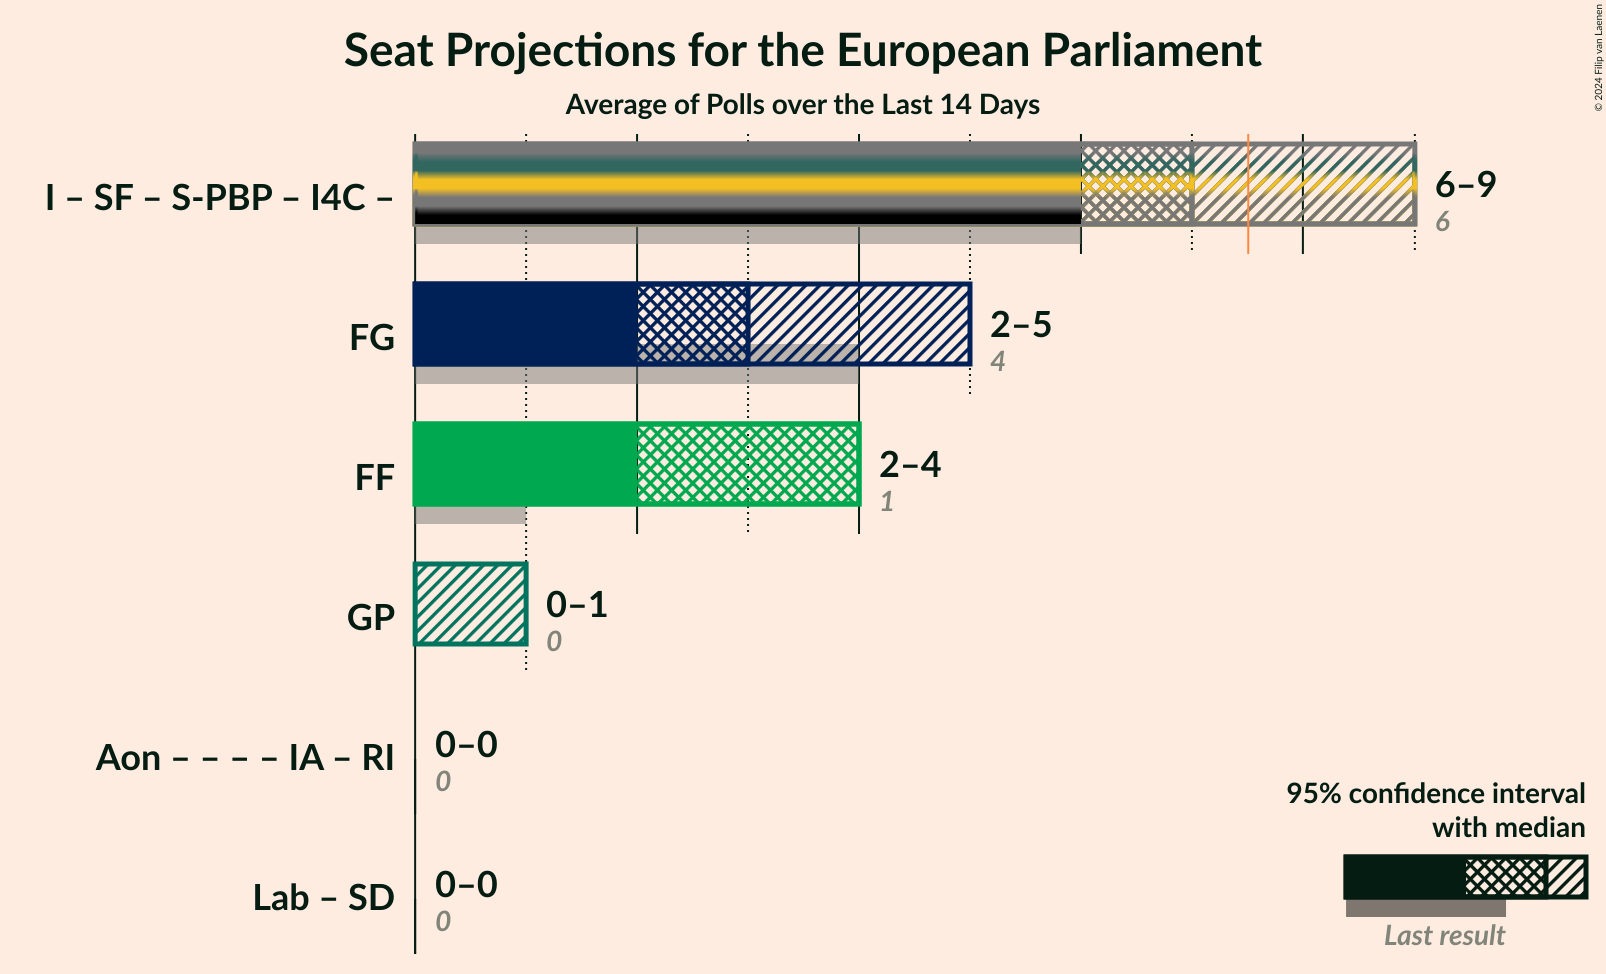 Seat Projections for the European Parliament
Average of Polls over the Last 14 Days
© 2024 Filip van Laenen
I – SF – S-PBP – I4C –
6–9
6
FG
2–5
4
FF
2–4
1
GP
0–1
0
Aon – – – – IA – RI
0–0
0
Lab – SD
0–0
0
95% confidence interval
with median
Last result